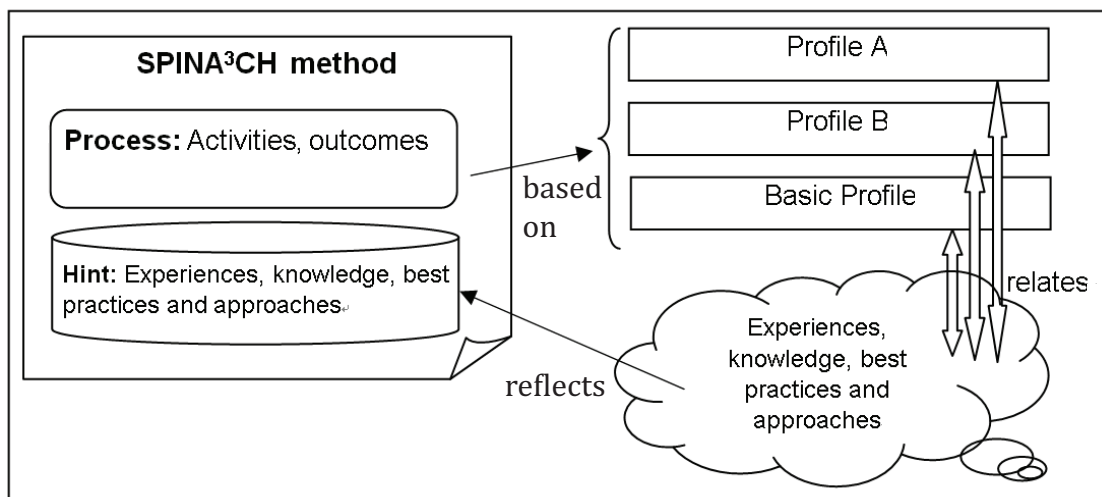 SPINA³CH method
Process: Activities, outcomes
Hint: Experiences, knowledge, best
practices and approaches
based
on
reflects
Profile A
Profile B
Basic Profile
relates
Experiences,
knowledge, best
practices and
approaches